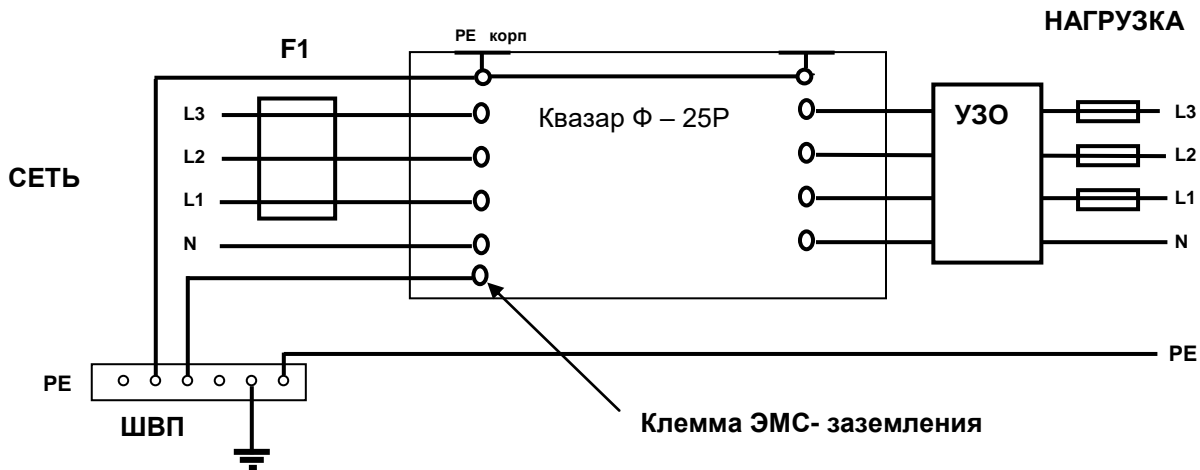 НАГРУЗКА
PE корп
F1
L3
L2
L1
N
СЕТЬ
Квазар Ф – 25Р
УЗО
L3
L2
L1
N
PE
PE
ШВП
Клемма ЭМС- заземления